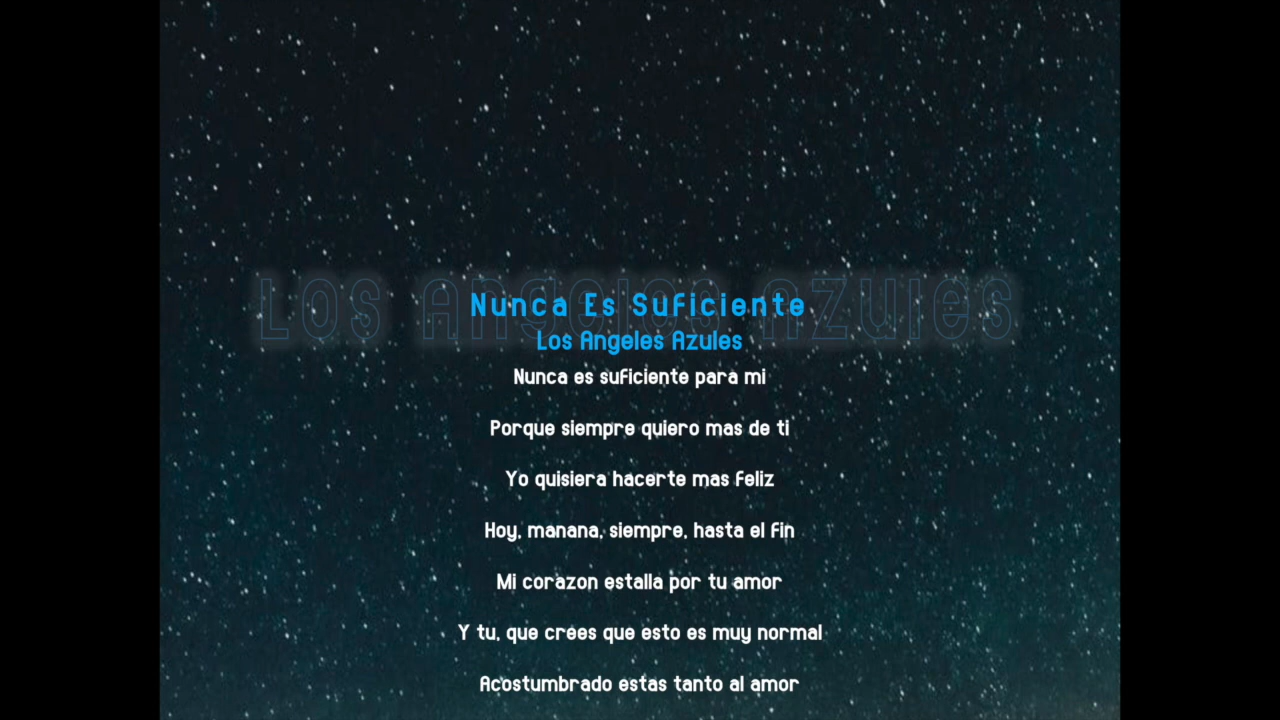 Los Angeles Azules
Nunca Es Suficiente
Los Angeles Azules
Nunca es suficiente para mi
Porque siempre quiero mas de ti
Yo quisiera hacerte mas feliz
Hoy, manana, siempre, hasta el fin
Mi corazon estalla por tu amor
Y tu, que crees que esto es muy normal
Acostumbrado estas tanto al amor